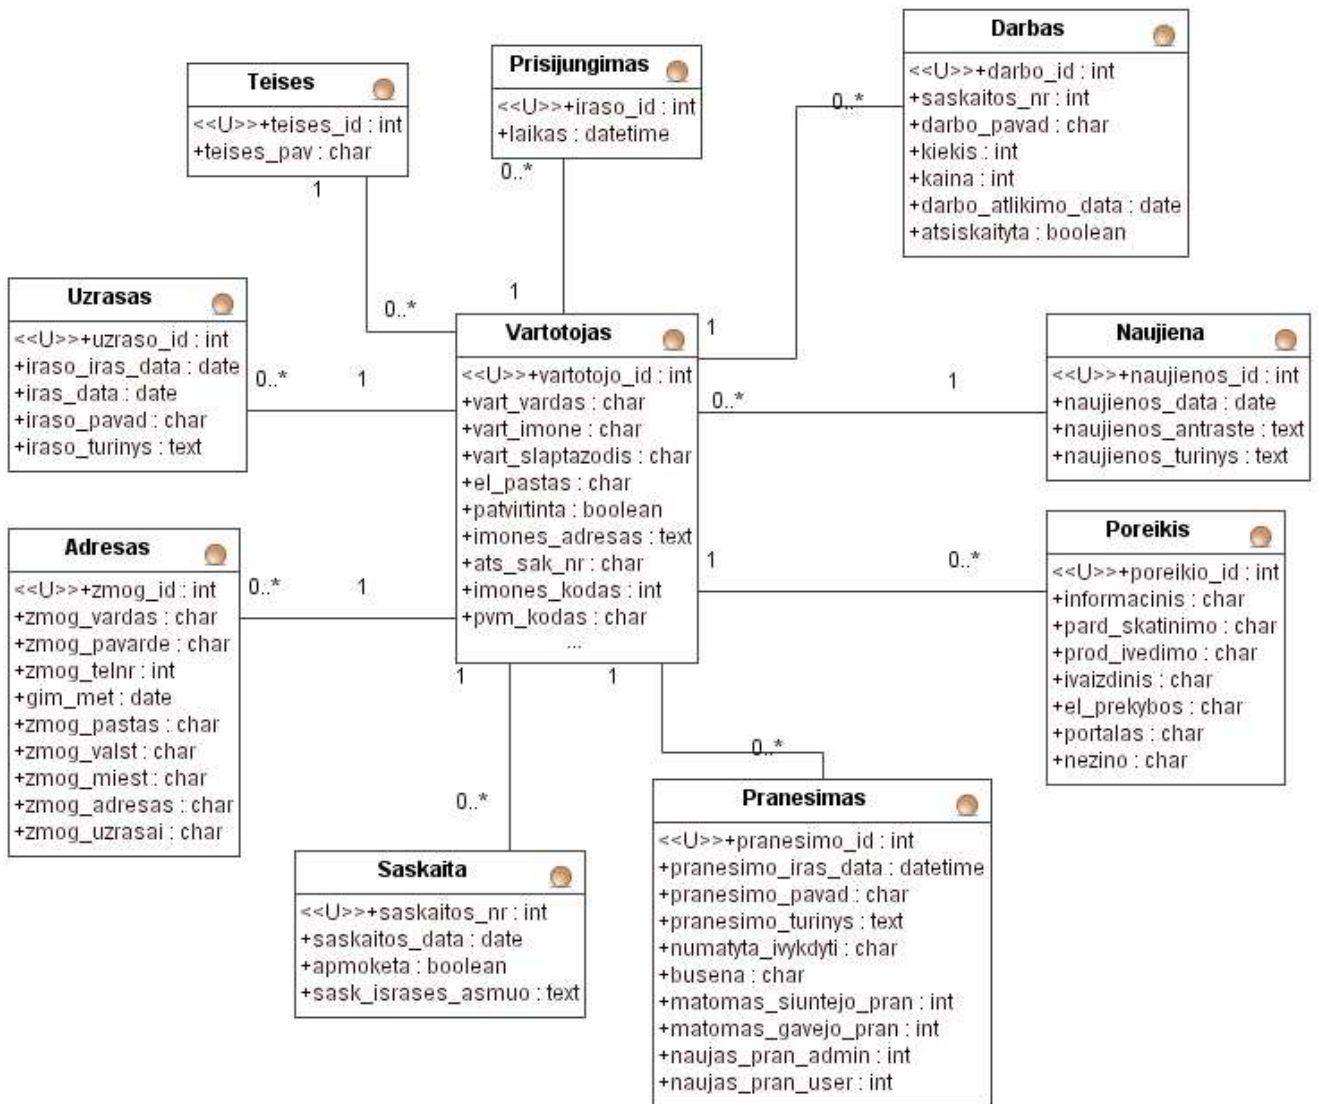 Teises
<<U>>+teises_id : int
+teises_pav : char
1
0..*
Prisijungimas
<<U>>+iraso_id : int
+laikas : datetime
0..*
1
Darbas
<<U>>+darbo_id : int
+saskaitos_nr : int
+darbo_pavad : char
+kiekis : int
+kaina : int
+darbo_atlikimo_data : date
+atsiskaityta : boolean
0..*
1
Uzrasas
<<U>>+uzraso_id : int
+iraso_iras_data : date
+iras_data : date
+iraso_pavad : char
+iraso_turinys : text
0..*
1
Vartotojas
<<U>>+vartotojo_id : int
+vart_vardas : char
+vart_imone : char
+vart_slaptazodis : char
+el_pastas : char
+patvirtinta : boolean
+imones_adresas : text
+ats_sak_nr : char
+imones_kodas : int
+pvm_kodas : char
...
Naujiena
<<U>>+naujienos_id : int
+naujienos_data : date
+naujienos_antraste : text
+naujienos_turinys : text
0..*
1
Adresas
<<U>>+zmog_id : int
+zmog_vardas : char
+zmog_pavarde : char
+zmog_telnr : int
+gim_met : date
+zmog_pastas : char
+zmog_valst : char
+zmog_miest : char
+zmog_adresas : char
+zmog_uzrasai : char
0..*
1
Poreikis
<<U>>+poreikio_id : int
+informacinis : char
+pard_skatinimo : char
+prod_ivedimo : char
+ivaizdinis : char
+el_prekybos : char
+portalas : char
+nezino : char
1
0..*
Saskaita
<<U>>+saskaitos_nr : int
+saskaitos_data : date
+apmoketa : boolean
+sask_israses_asmuo : text
1
0..*
Pranesimas
<<U>>+pranesimo_id : int
+pranesimo_iras_data : datetime
+pranesimo_pavad : char
+pranesimo_turinys : text
+numatyta_ivykdyti : char
+busena : char
+matomas_siuntejo_pran : int
+matomas_gavejo_pran : int
+naujas_pran_admin : int
+naujas_pran_user : int
1
0..*